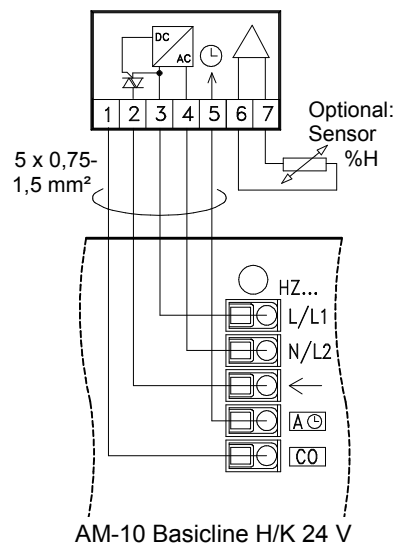 DC
AC
1 2 3 4 5 6 7
Optional:
Sensor
%H
5 x 0,75-
1,5 mm²
HZ...
L/L1
N/L2
A
CO
AM-10 Basicline H/K 24 V